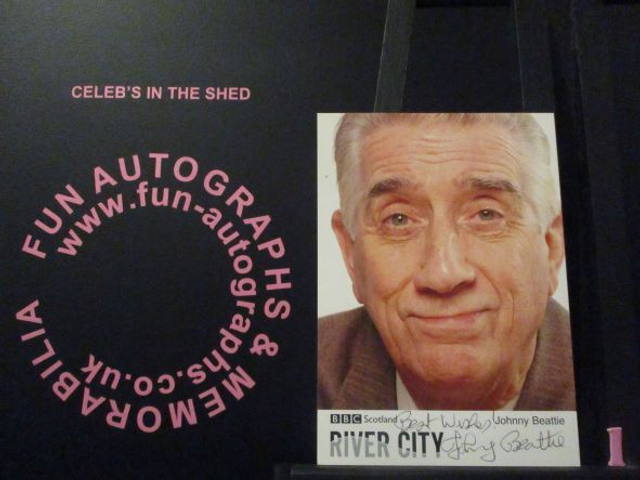 CELEB'S IN THE SHED
FUN AUTOGRAPHS & MEMORABILIA
www.fun-autographs.co.uk
BBC Scotland
Johnny Beattie
RIVER CITY
Best Wishes!
Johnny Beattie